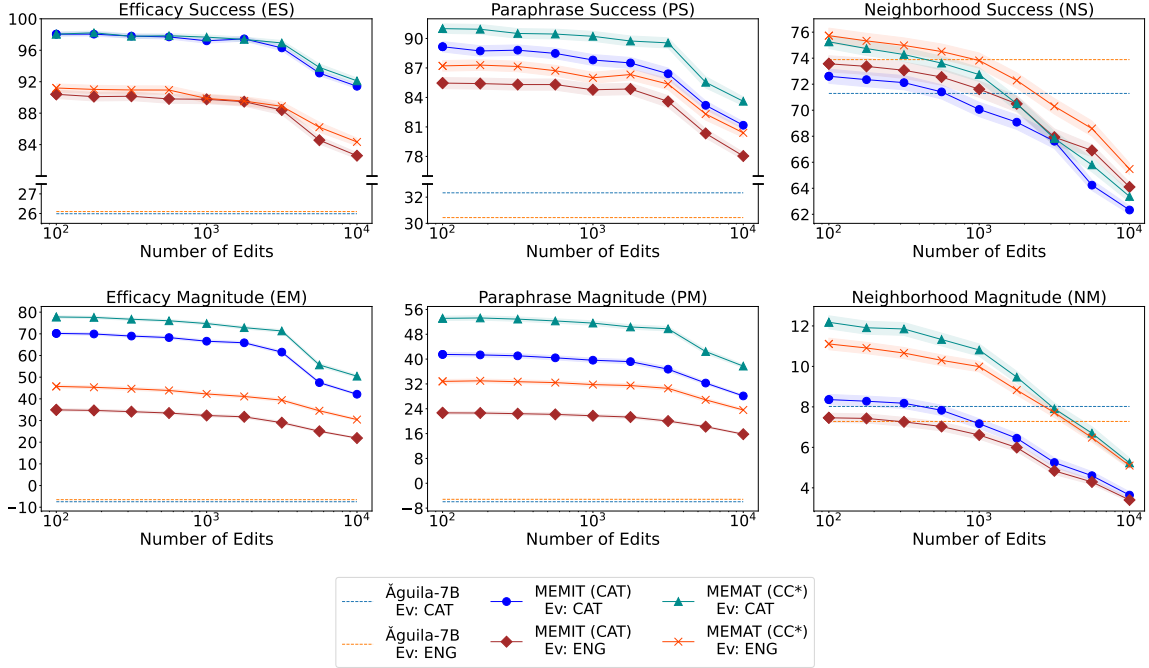 Efficacy Success (ES)
100
96
92
88
84
27
26
10²
10³
10⁴
Number of Edits
Paraphrase Success (PS)
90
87
84
81
78
32
30
10²
10³
10⁴
Number of Edits
Neighborhood Success (NS)
76
74
72
70
68
66
64
62
10²
10³
10⁴
Number of Edits
Efficacy Magnitude (EM)
80
70
60
50
40
30
20
10
0
−10
10²
10³
10⁴
Number of Edits
Paraphrase Magnitude (PM)
56
48
40
32
24
16
8
0
−8
10²
10³
10⁴
Number of Edits
Neighborhood Magnitude (NM)
12
10
8
6
4
10²
10³
10⁴
Number of Edits
Ǎguila-7B
Ev: CAT
MEMIT (CAT)
Ev: CAT
MEMAT (CC*)
Ev: CAT
Ǎguila-7B
Ev: ENG
MEMIT (CAT)
Ev: ENG
MEMAT (CC*)
Ev: ENG